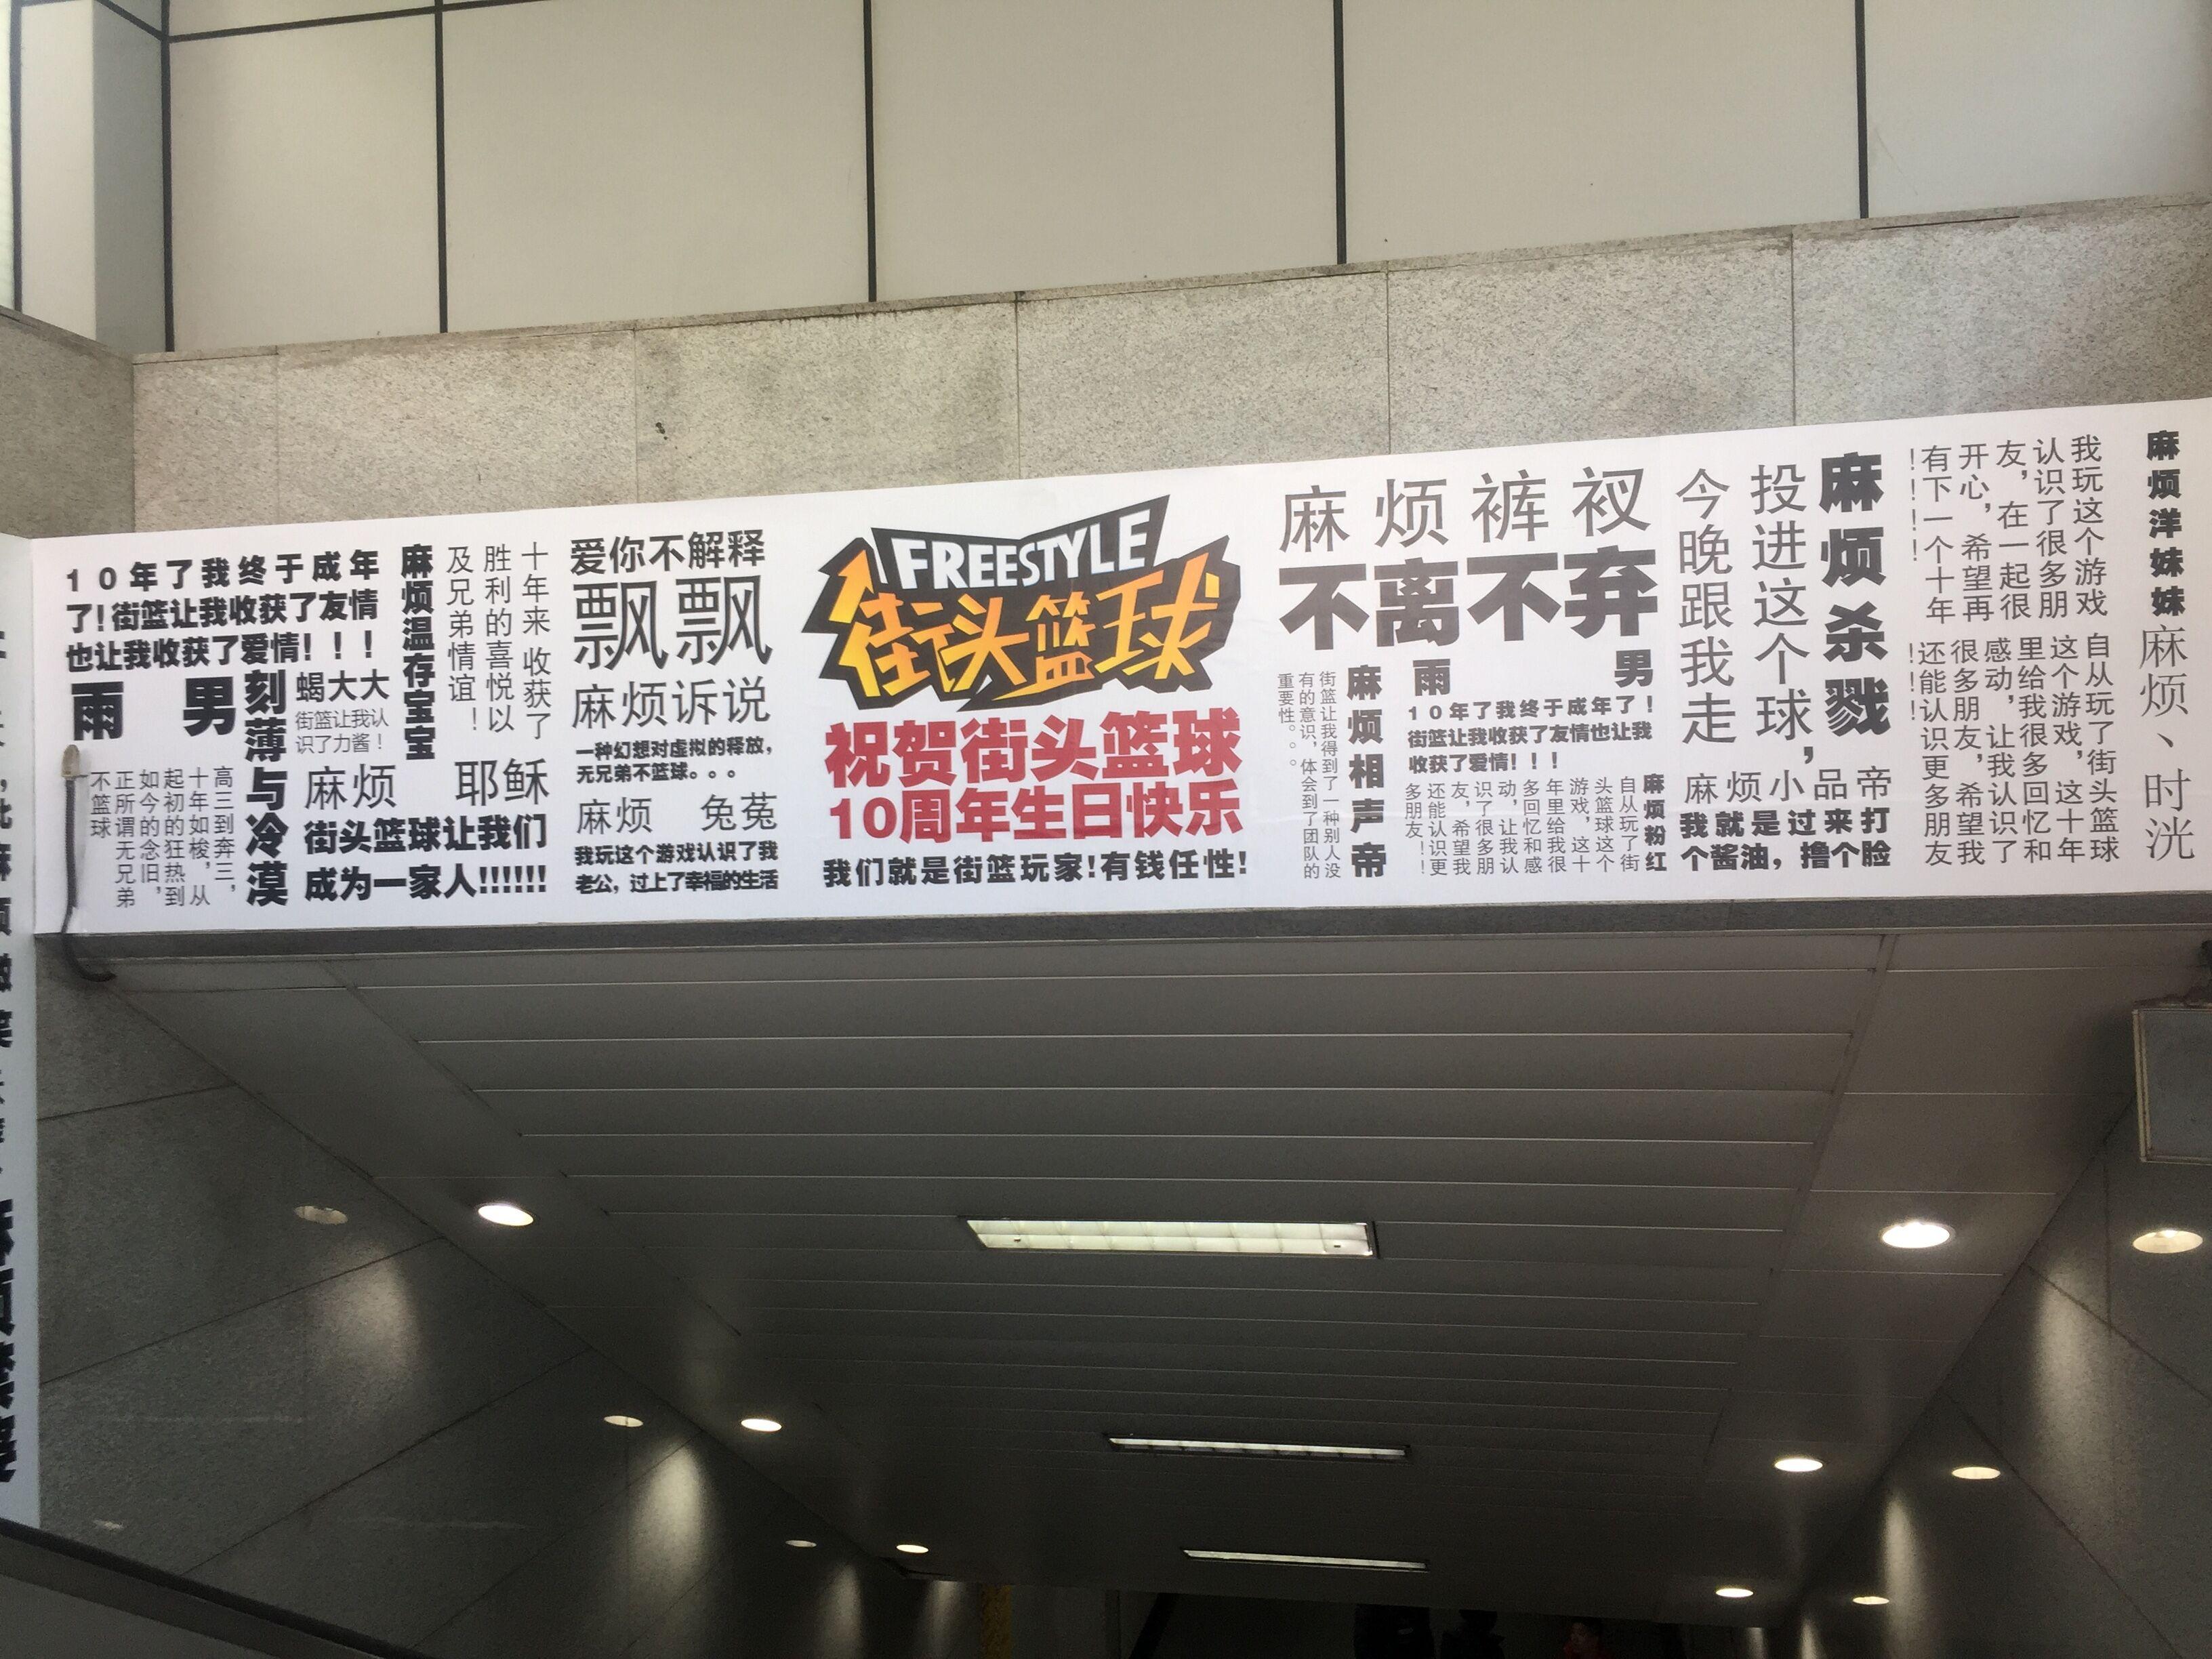 10年了我终于成年
了!街篮让我收获了友情
也让我收获了爱情！！！
雨 男
高三到奔三，
十年如梭，从
起初的狂热到
如今的念旧，
正所谓无兄弟
不篮球
刻薄与冷漠
蝎大大
街篮让我认
识了力酱！
麻烦温存宝宝
十年来 收获了
胜利的喜悦以
及兄弟情谊！
麻烦 耶稣
街头篮球让我们
成为一家人!!!!!!
爱你不解释
飘飘
麻烦诉说
一种幻想对虚拟的释放，
无兄弟不篮球。。。
麻烦 兔菟
我玩这个游戏认识了我
老公，过上了幸福的生活
FREESTYLE
街头篮球
祝贺街头篮球
10周年生日快乐
我们就是街篮玩家!有钱任性!
麻烦裤衩
不离不弃
麻烦相声帝
街篮让我得到了一种别人没
有的意识，体会到了团队的
重要性。。。
雨 男
10年了我终于成年了！
街篮让我收获了友情也让我
收获了爱情！！！
麻烦粉红
自从玩了街
头篮球这个
游戏，这十
年里给我很
多回忆和感
动，让我认
识了很多朋
友，希望我
还能认识更
多朋友！！！
麻烦杀戮
投进这个球，
今晚跟我走
麻烦小品帝
我就是过来打
个酱油，撸个脸
麻烦洋妹妹
我玩这个游戏
认识了很多朋
友，在一起很
开心，希望再
有下一个十年
！！！！
麻烦、时洸
自从玩了街头篮球
这个游戏，这十年
里给我很多回忆和
感动，让我认识了
很多朋友，希望我
还能认识更多朋友
！！！